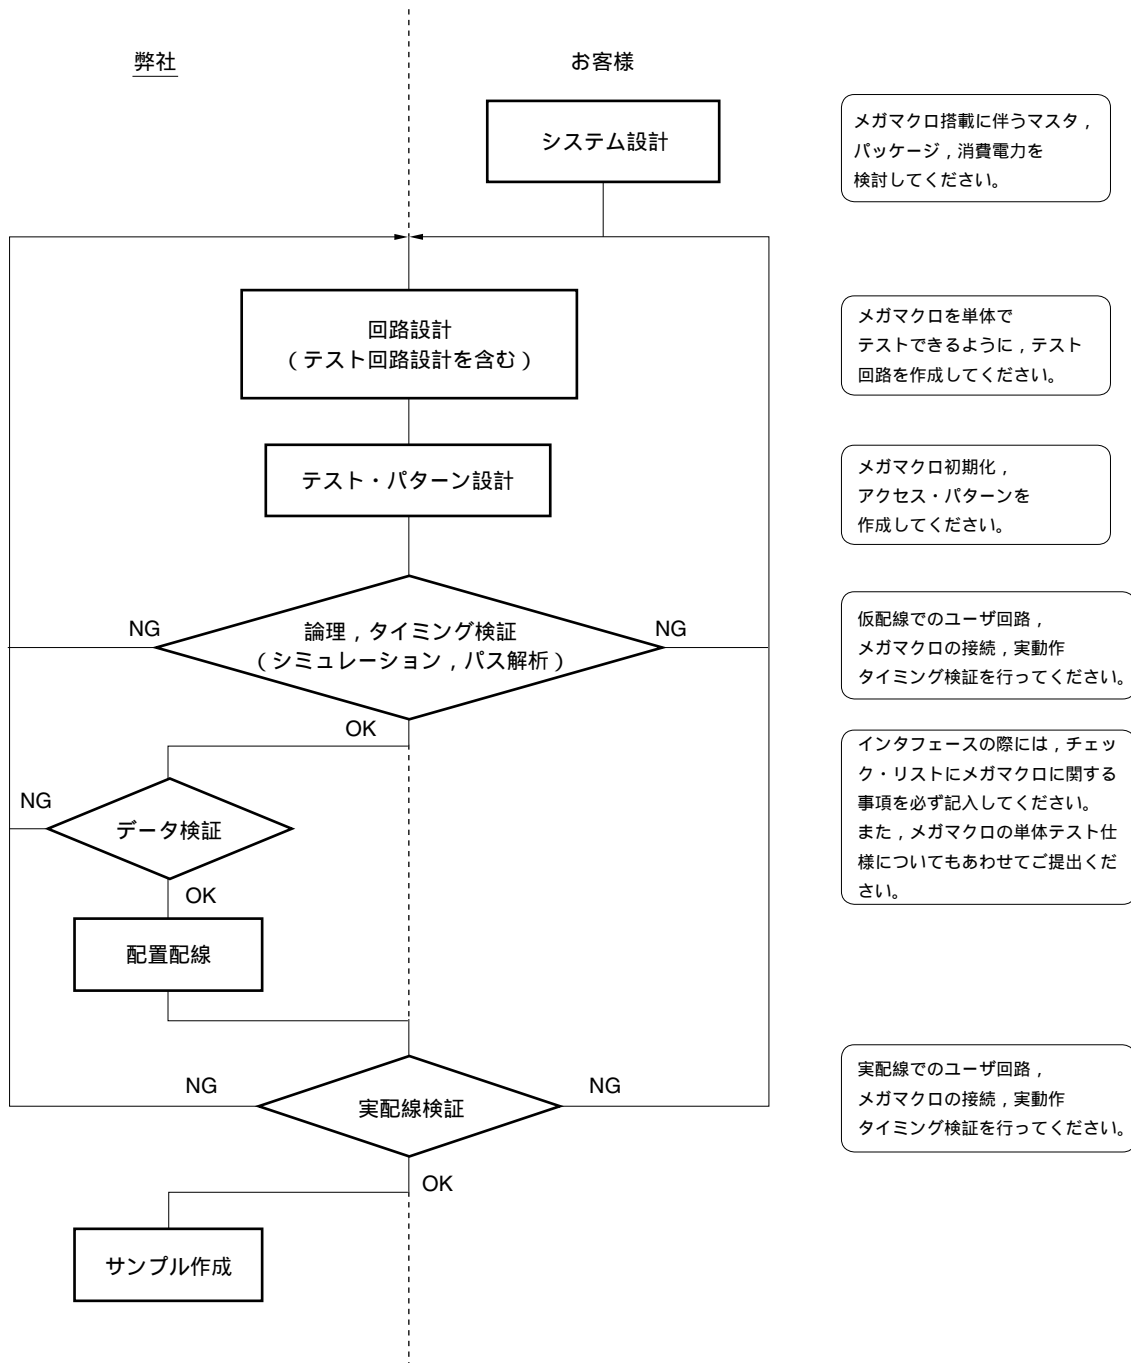 弊社
お客様
システム設計
メガマクロ搭載に伴うマスタ，
パッケージ，消費電力を
検討してください。
回路設計
（テスト回路設計を含む）
メガマクロを単体で
テストできるように，テスト
回路を作成してください。
テスト・パターン設計
メガマクロ初期化，
アクセス・パターンを
作成してください。
NG
論理，タイミング検証
（シミュレーション，パス解析）
NG
仮配線でのユーザ回路，
メガマクロの接続，実動作
タイミング検証を行ってください。
OK
インタフェースの際には，チェッ
ク・リストにメガマクロに関する
事項を必ず記入してください。
また，メガマクロの単体テスト仕
様についてもあわせてご提出くだ
さい。
NG
データ検証
OK
配置配線
NG
実配線検証
NG
実配線でのユーザ回路，
メガマクロの接続，実動作
タイミング検証を行ってください。
OK
サンプル作成